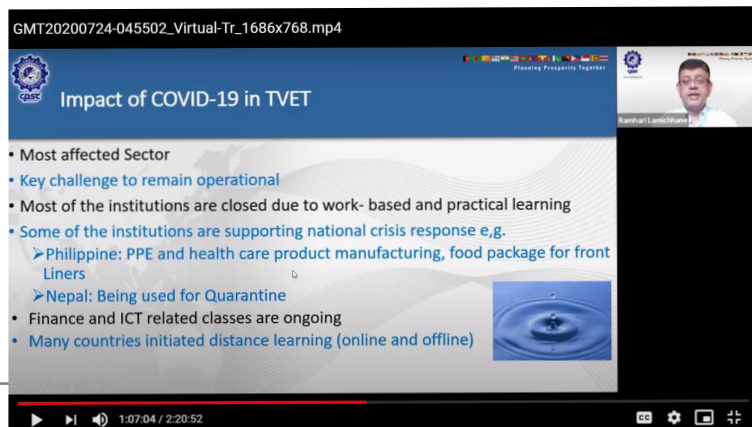 GMT20200724-045502_Virtual-Tr_1686x768.mp4
cpsc
Planning Prosperity Together
Impact of COVID-19 in TVET
Ramhari Lamichhane
• Most affected Sector
• Key challenge to remain operational
• Most of the institutions are closed due to work- based and practical learning
• Some of the institutions are supporting national crisis response e,g.
➢Philippine: PPE and health care product manufacturing, food package for front
Liners
➢Nepal: Being used for Quarantine
• Finance and ICT related classes are ongoing
• Many countries initiated distance learning (online and offline)
1:07:04 / 2:20:52
CC